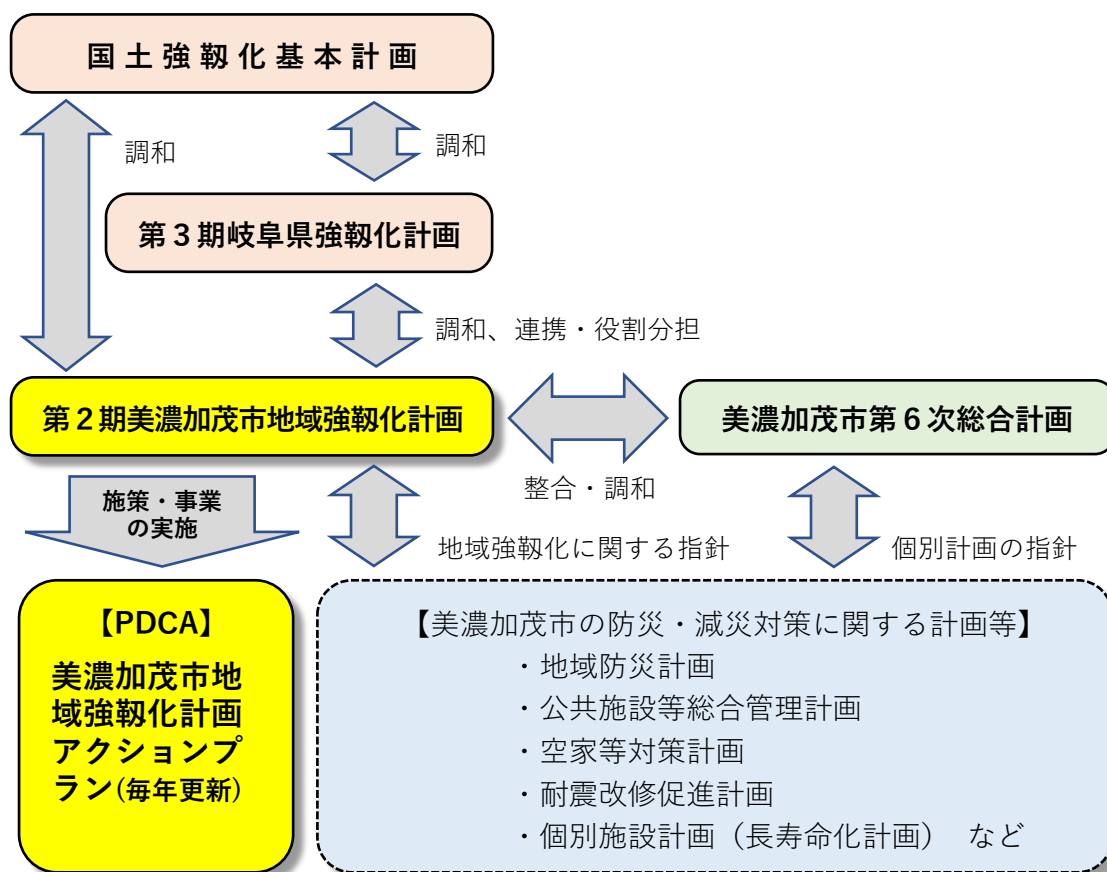 国土強靱化基本計画
調和
調和
第３期岐阜県強靱化計画
調和、連携・役割分担
第２期美濃加茂市地域強靱化計画
美濃加茂市第６次総合計画
整合・調和
施策・事業
の実施
地域強靱化に関する指針
個別計画の指針
【PDCA】
美濃加茂市地
域強靱化計画
アクションプ
ラン(毎年更新)
【美濃加茂市の防災・減災対策に関する計画等】
・地域防災計画
・公共施設等総合管理計画
・空家等対策計画
・耐震改修促進計画
・個別施設計画（長寿命化計画）　など